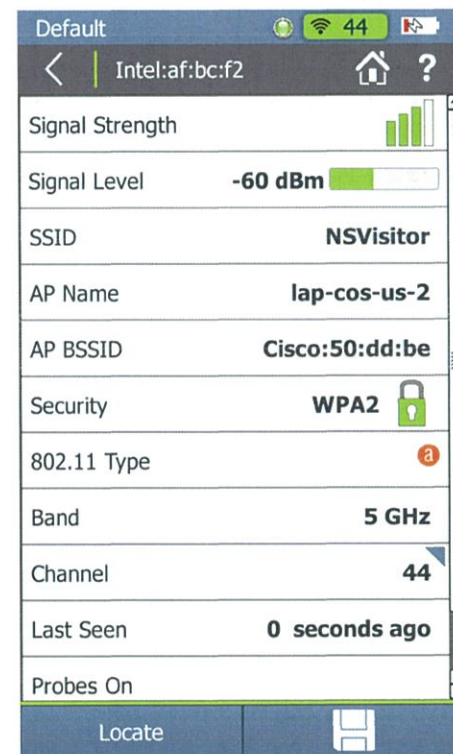 Default 44
Intel:af:bc:f2 ?
Signal Strength
Signal Level -60 dBm
SSID NSVisitor
AP Name lap-cos-us-2
AP BSSID Cisco:50:dd:be
Security WPA2
802.11 Type a
Band 5 GHz
Channel 44
Last Seen 0 seconds ago
Probes On
Locate